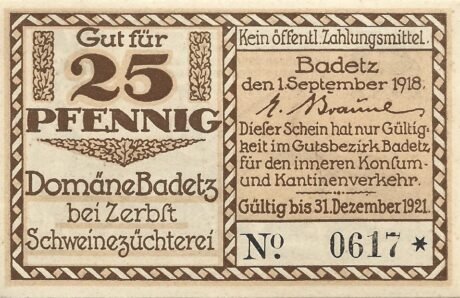 Gut für
25
PFENNIG
Domäne Badetz
bei Zerbst
Schweinezüchterei
Kein öffentl. Zahlungsmittel.
Badetz
den 1. September 1918.
Dieser Schein hat nur Gültig-
keit im Gutsbezirk Badetz
für den inneren Konsum-
und Kantinenverkehr.
Gültig bis 31. Dezember 1921.
No. 0617 *